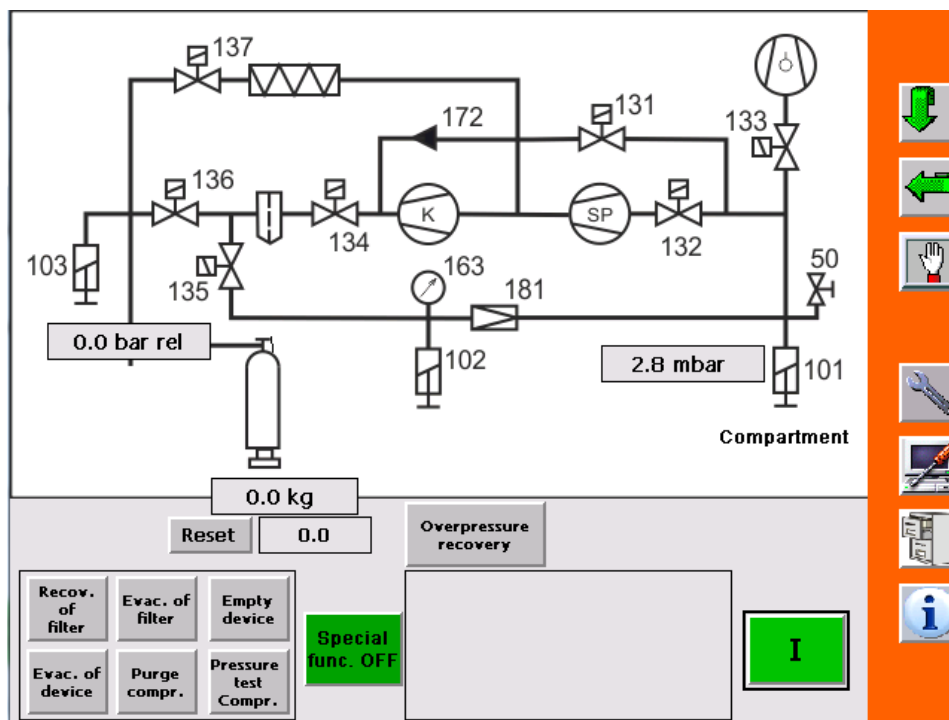 137
131
172
133
136
K
SP
134
132
103
135
163
181
50
0.0 bar rel
102
2.8 mbar
101
Compartment
0.0 kg
Reset
0.0
Overpressure
recovery
Recov.
of
filter
Evac. of
filter
Empty
device
Special
func. OFF
I
Evac. of
device
Purge
compr.
Pressure
test
Compr.
i